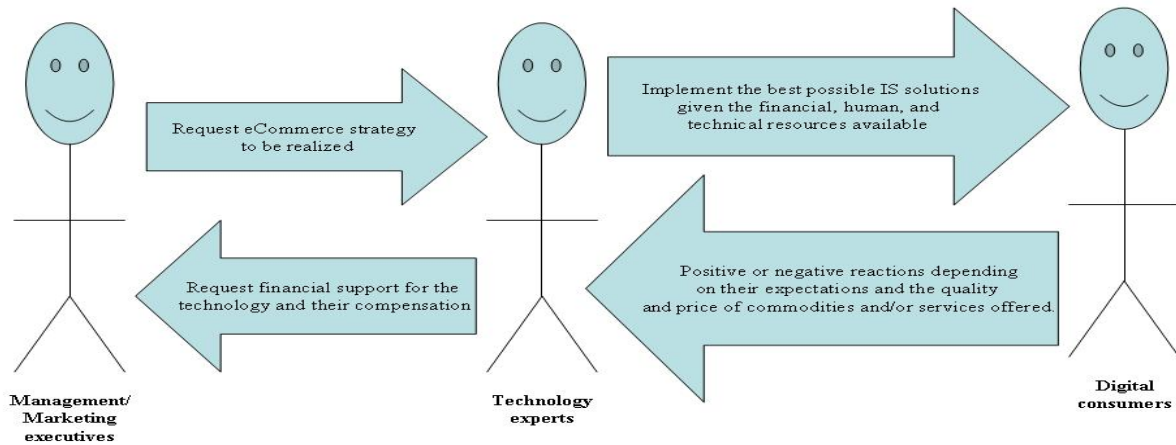 Request eCommerce strategy
to be realized
Implement the best possible IS solutions
given the financial, human, and
technical resources available
Request financial support for the
technology and their compensation
Positive or negative reactions depending
on their expectations and the quality
and price of commodities and/or services offered.
Management/
Marketing
executives
Technology
experts
Digital
consumers